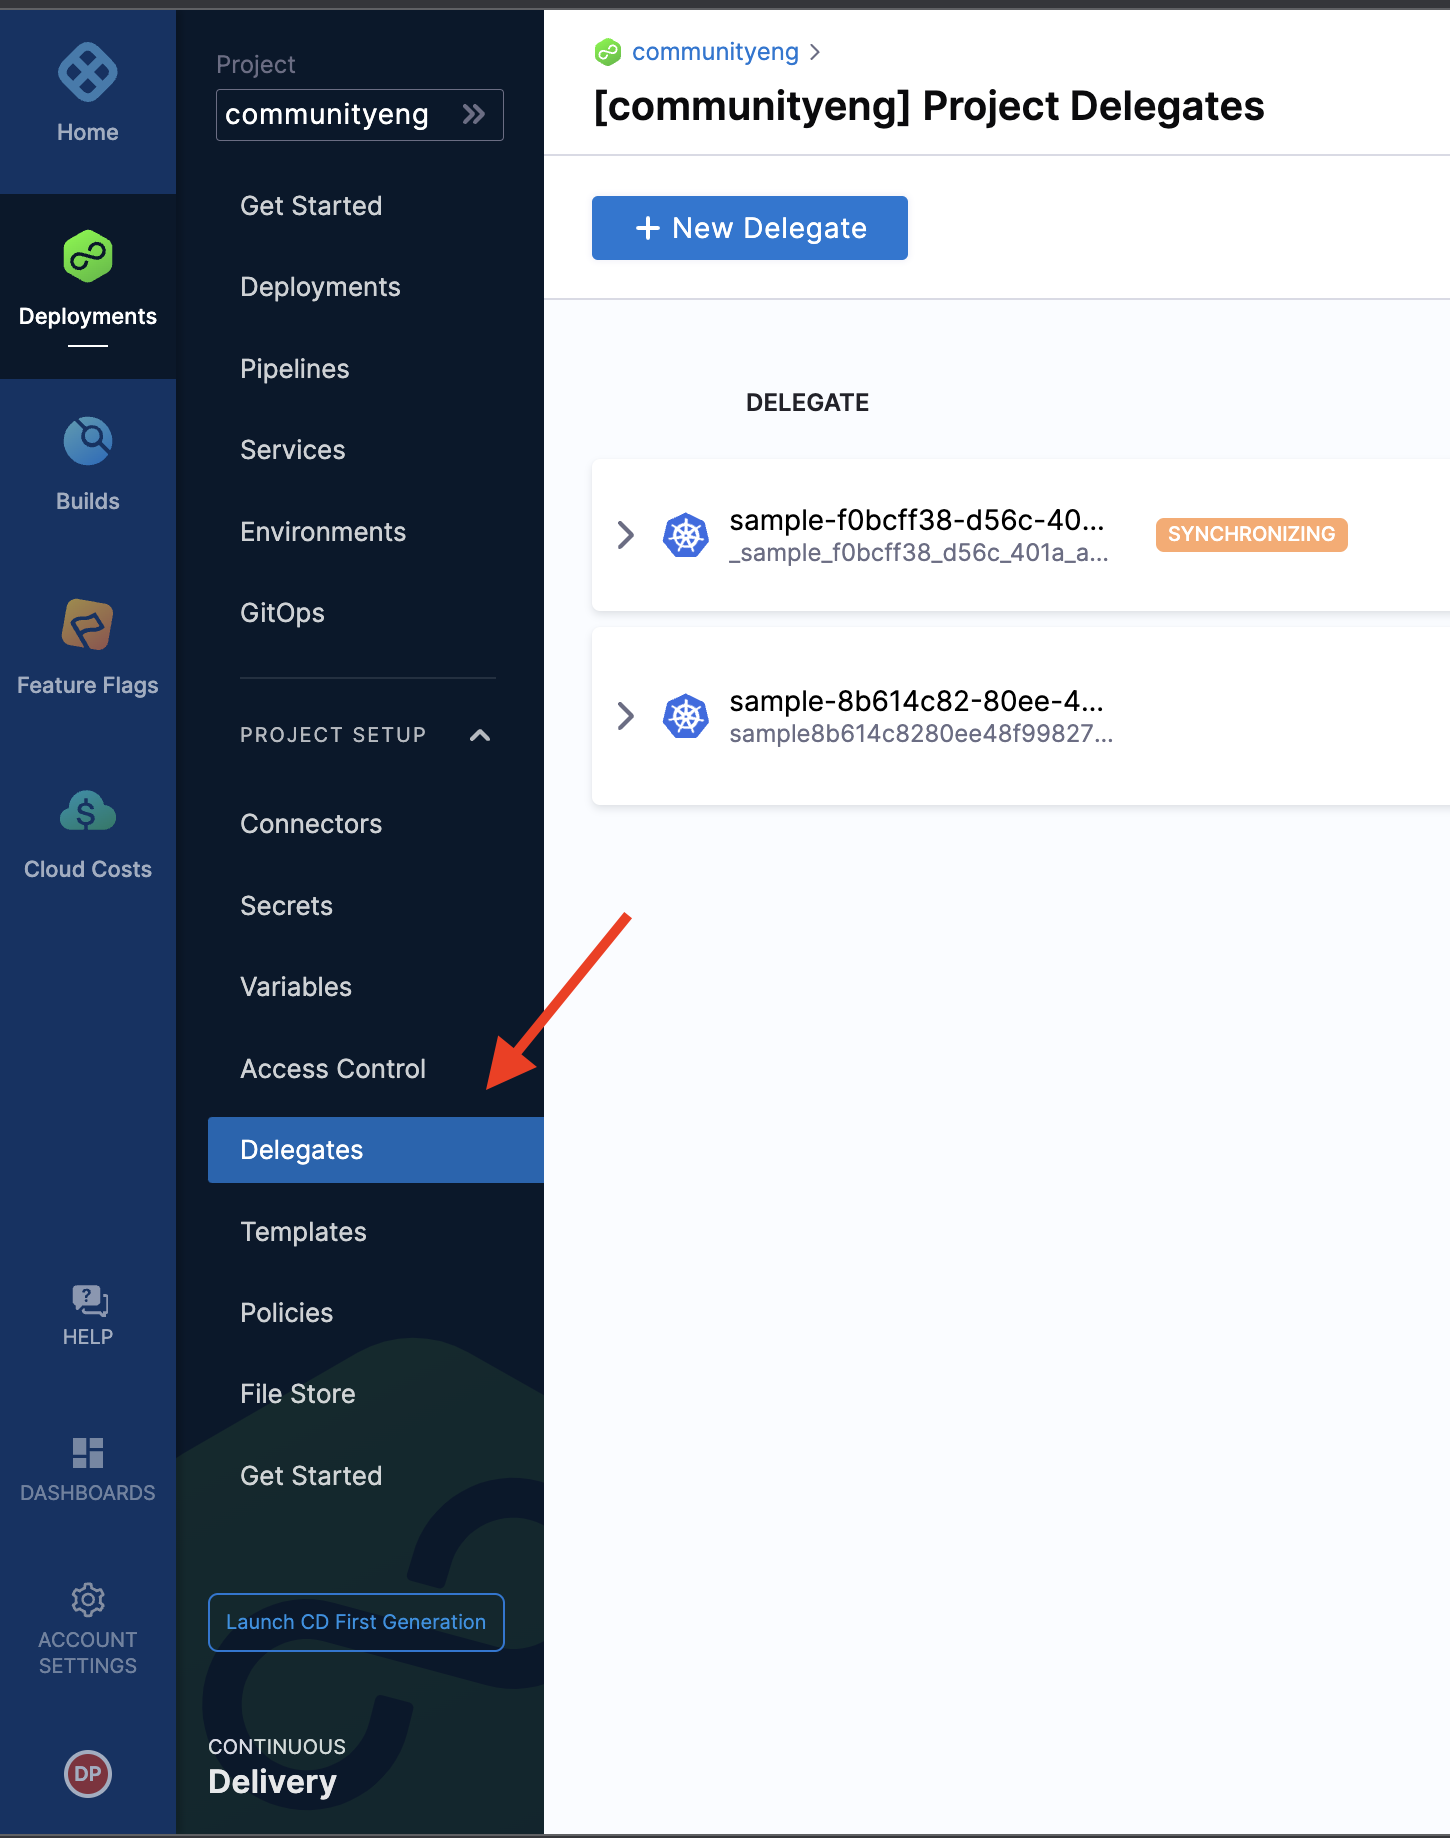 Home
Deployments
Builds
Feature Flags
$
Cloud Costs
?
HELP
DASHBOARDS
ACCOUNT
SETTINGS
DP
Project
communityeng
Get Started
Deployments
Pipelines
Services
Environments
GitOps
PROJECT SETUP
Connectors
Secrets
Variables
Access Control
Delegates
Templates
Policies
File Store
Get Started
Launch CD First Generation
CONTINUOUS
Delivery
communityeng >
[communityeng] Project Delegates
+ New Delegate
DELEGATE
sample-f0bcff38-d56c-40...
_sample_f0bcff38_d56c_401a_a...
SYNCHRONIZING
sample-8b614c82-80ee-4...
sample8b614c8280ee48f99827...